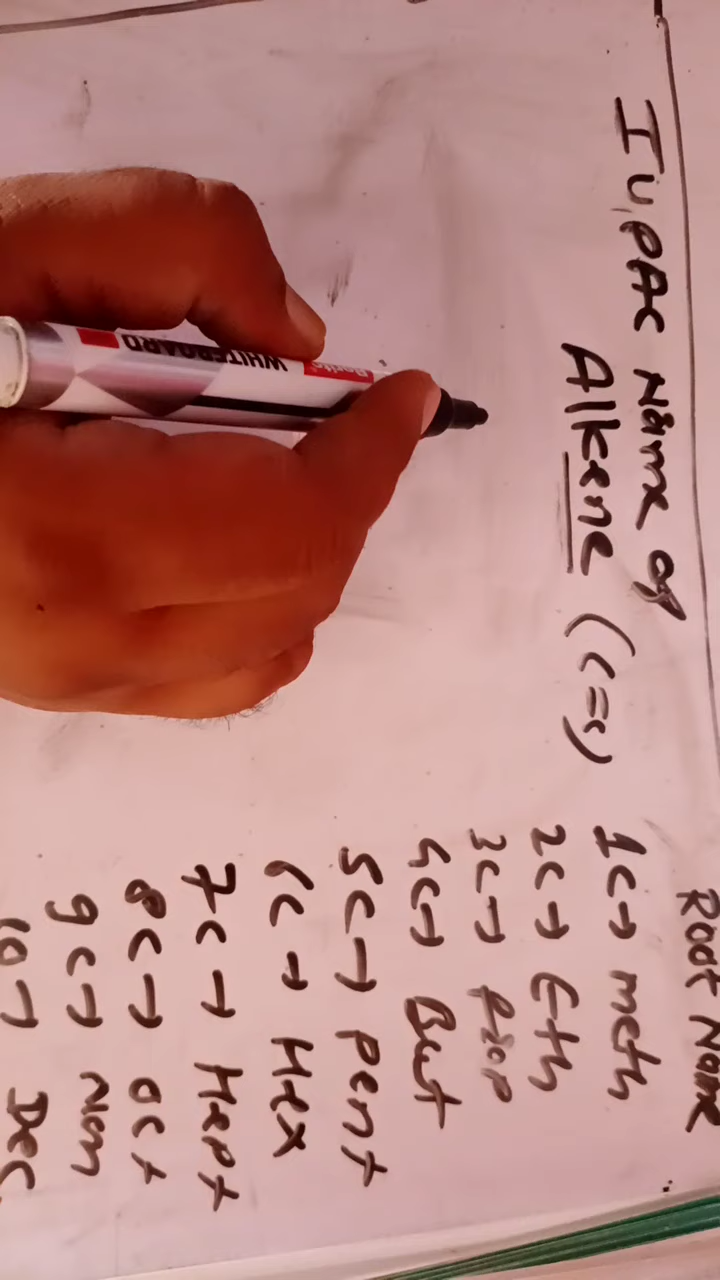 IUPAC Name of
Alkene (C=C)
Root Name
1C→ meth
2C→ Eth
3C→ Prop
4C→ But
5C→ Pent
6C→ Hex
7C→ Hept
8C→ Oct
9C→ Non
10→ Dec
WHITEBOARD